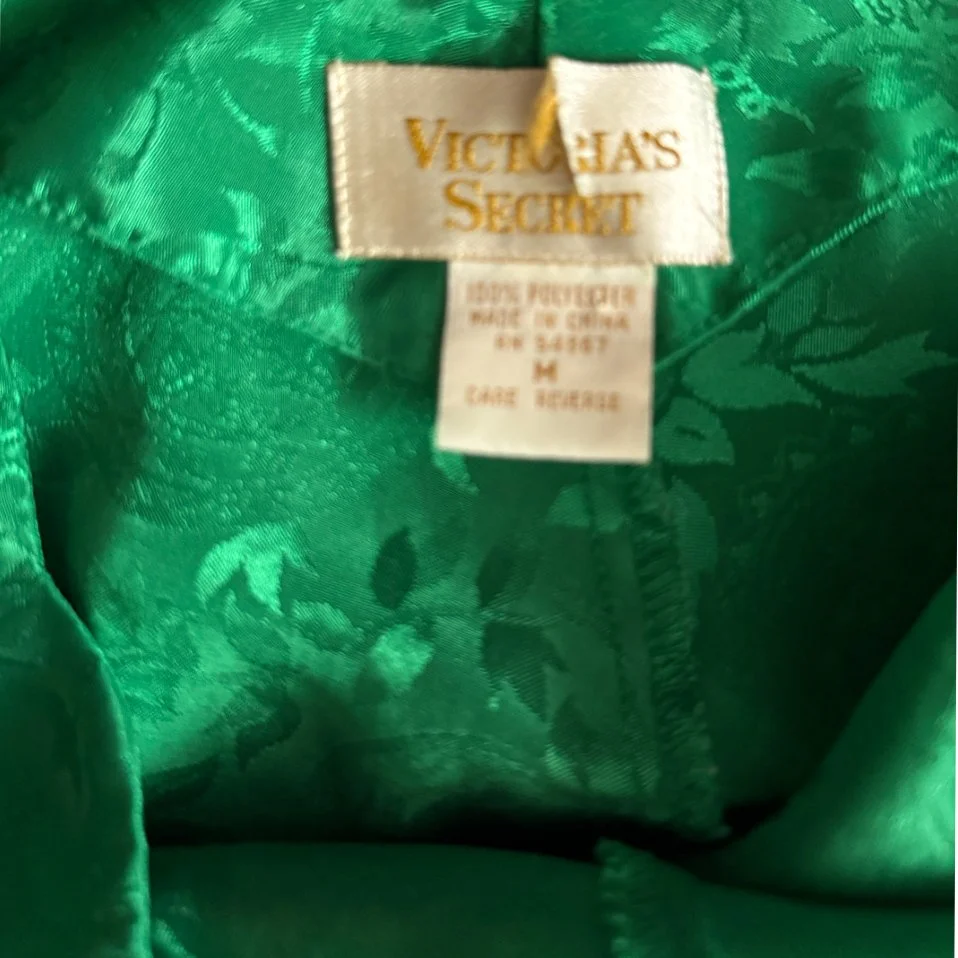 VICTORIA'S
SECRET
100% POLYESTER
MADE IN CHINA
RN 54867
M
CARE REVERSE